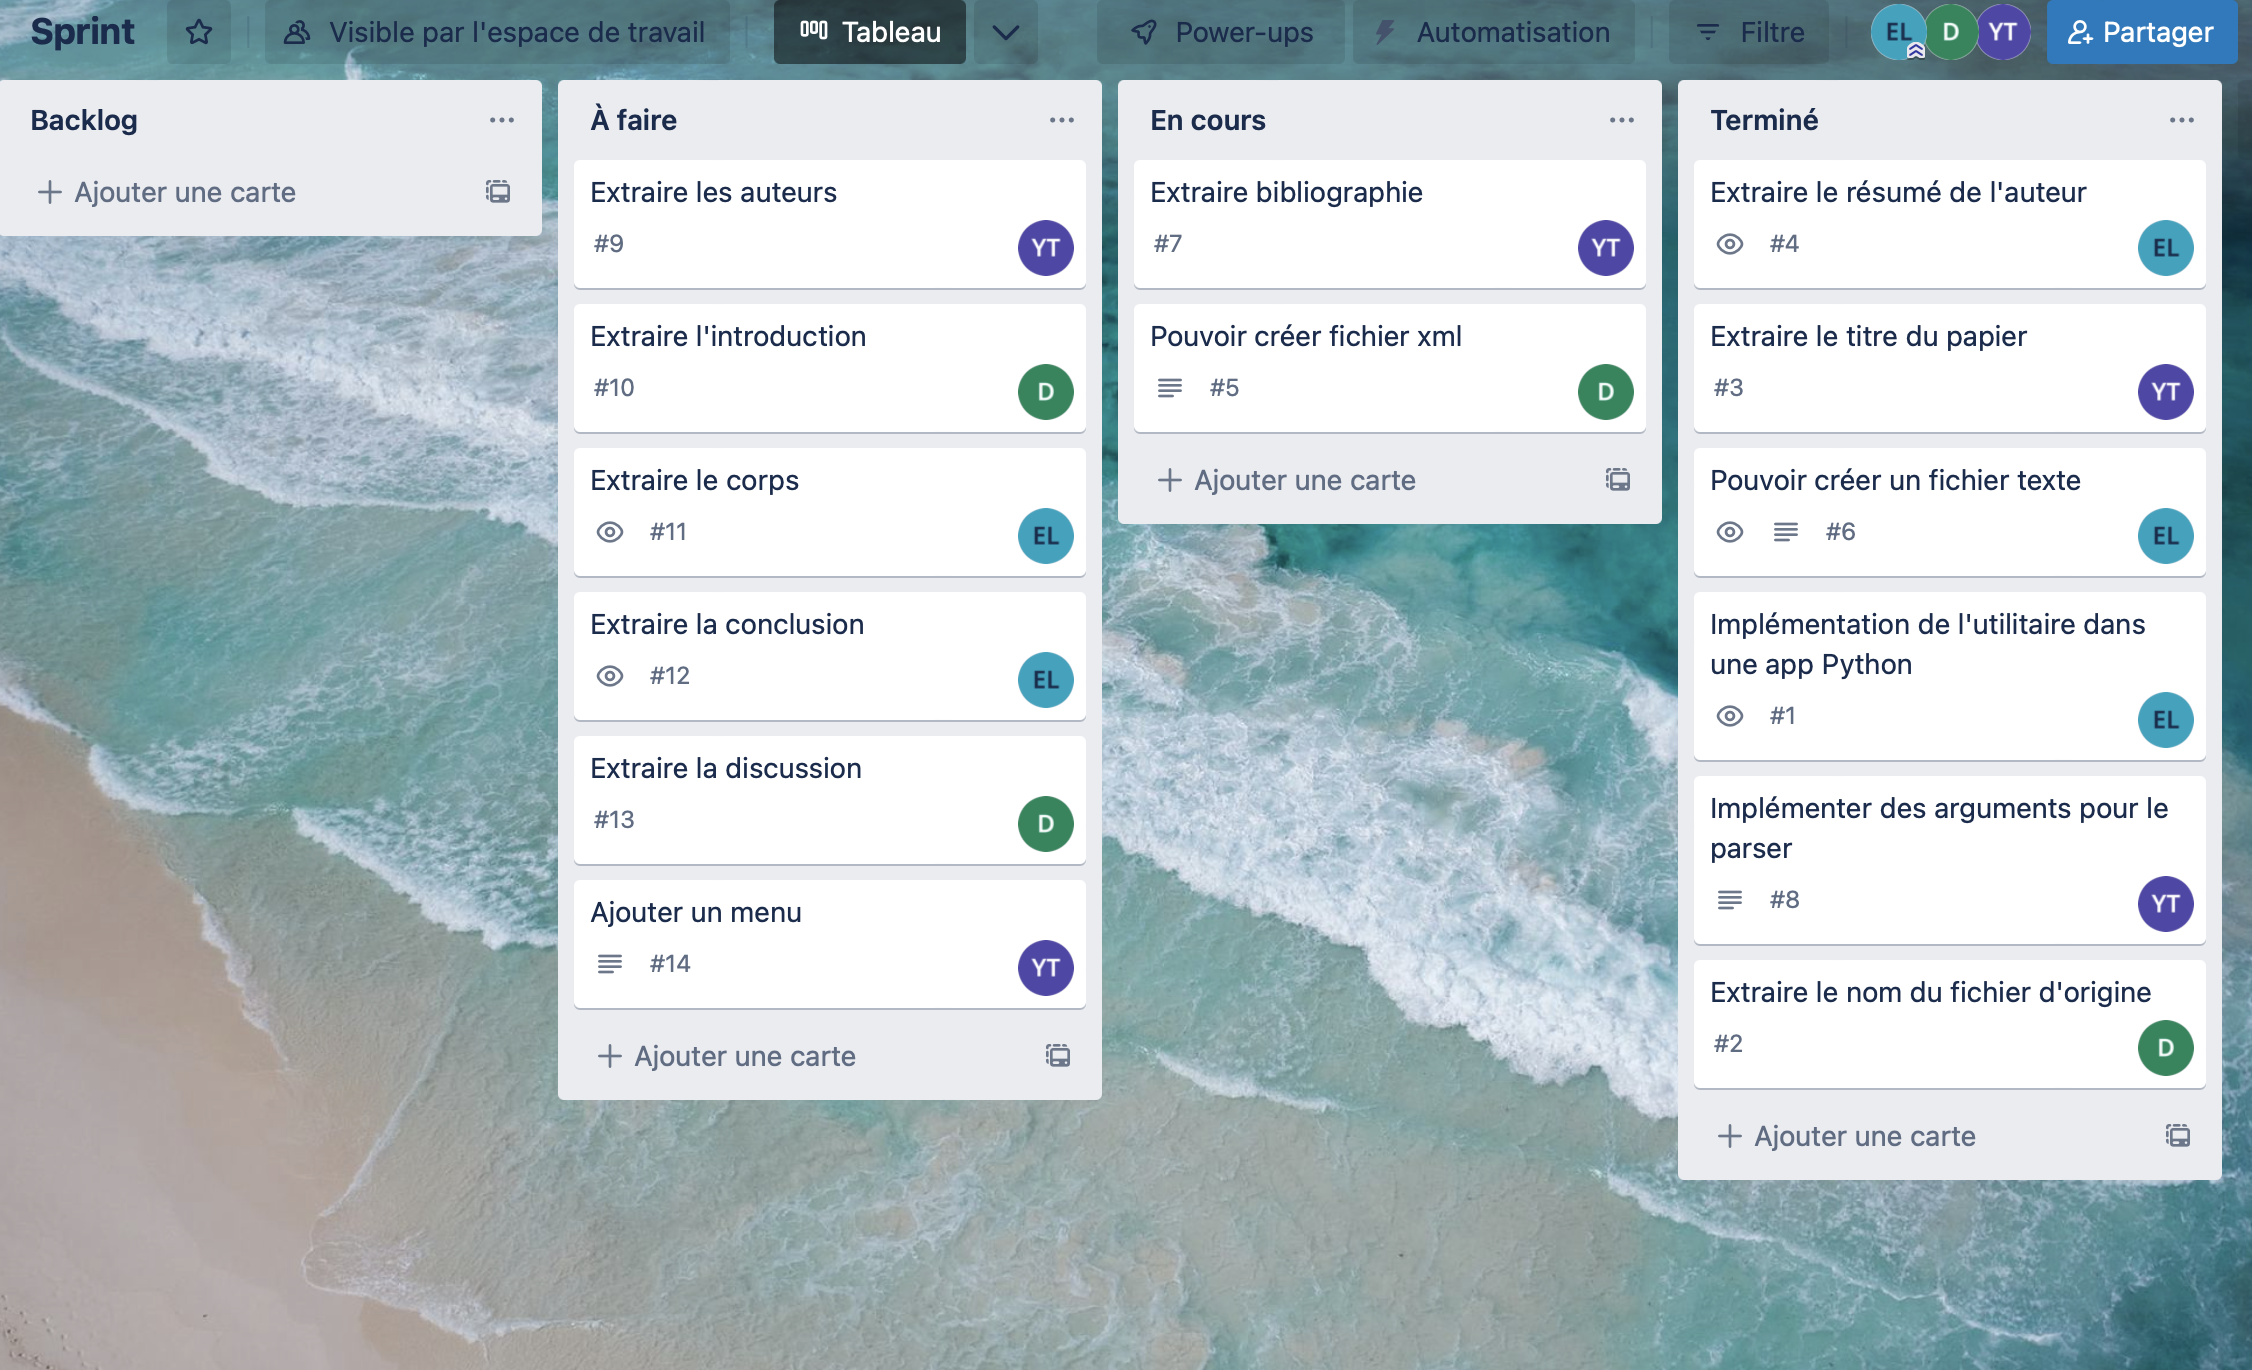 Sprint
Visible par l'espace de travail
Tableau
Power-ups
Automatisation
Filtre
EL
D
YT
Partager
Backlog
Ajouter une carte
À faire
Extraire les auteurs
#9
YT
Extraire l'introduction
#10
D
Extraire le corps
#11
EL
Extraire la conclusion
#12
EL
Extraire la discussion
#13
D
Ajouter un menu
#14
YT
Ajouter une carte
En cours
Extraire bibliographie
#7
YT
Pouvoir créer fichier xml
#5
D
Ajouter une carte
Terminé
Extraire le résumé de l'auteur
#4
EL
Extraire le titre du papier
#3
YT
Pouvoir créer un fichier texte
#6
EL
Implémentation de l'utilitaire dans
une app Python
#1
EL
Implémenter des arguments pour le
parser
#8
YT
Extraire le nom du fichier d'origine
#2
D
Ajouter une carte